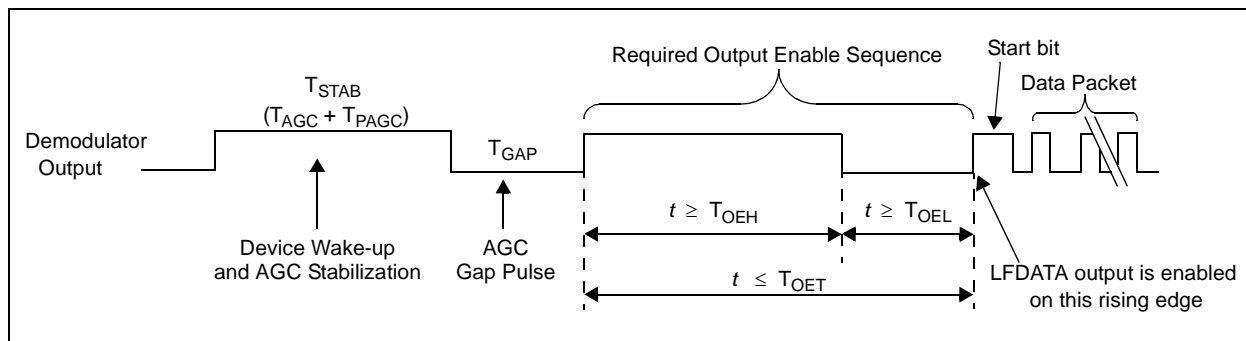 Demodulator
Output
T_STAB
(T_AGC + T_PAGC)
Device Wake-up
and AGC Stabilization
T_GAP
AGC
Gap Pulse
Required Output Enable Sequence
t ≥ T_OEH
t ≥ T_OEL
t ≤ T_OET
Start bit
Data Packet
LFDATA output is enabled
on this rising edge